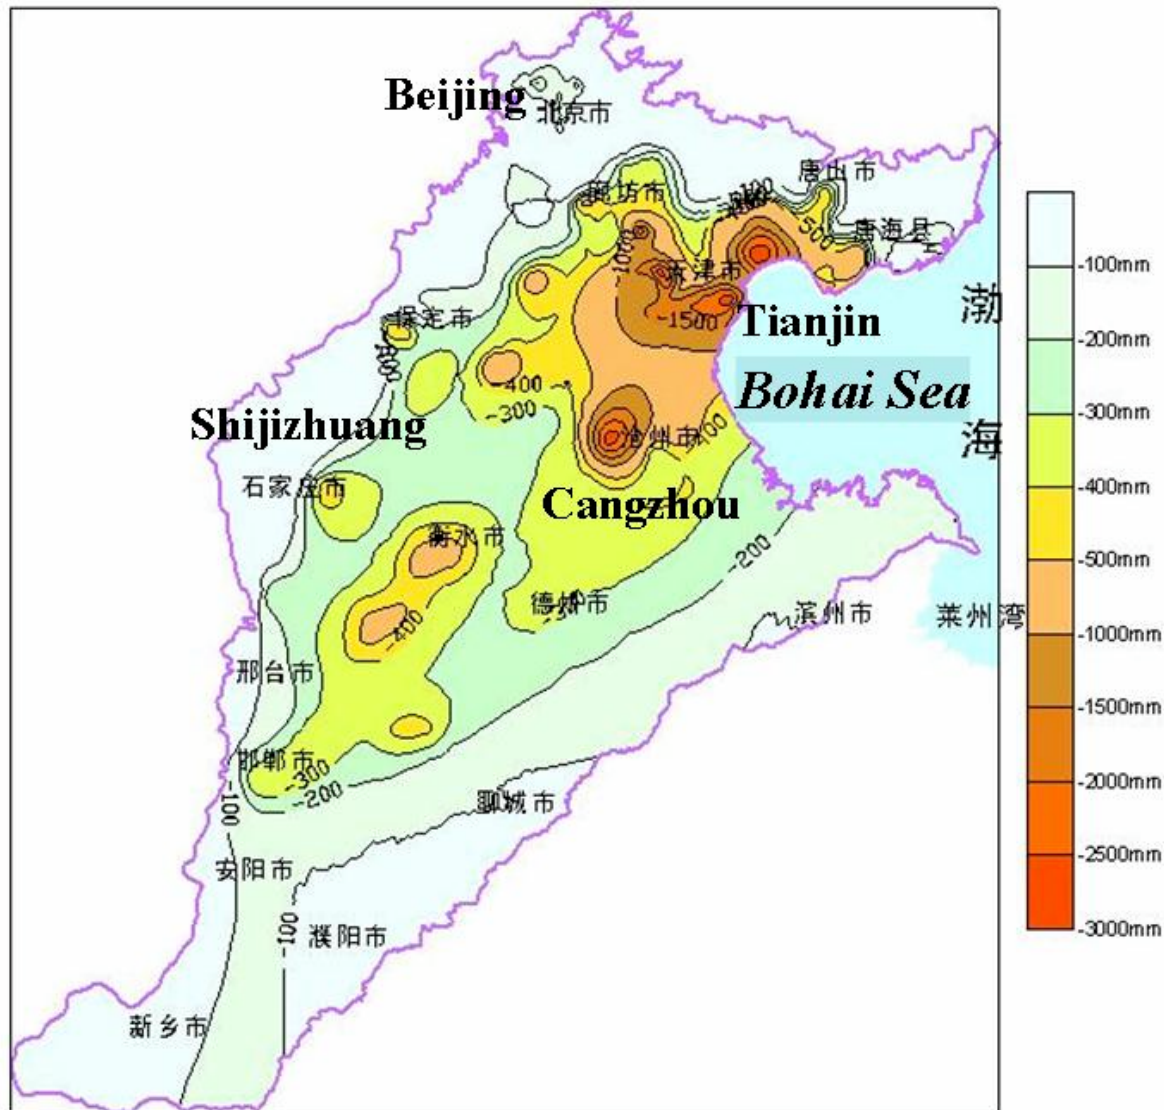 Beijing
北京市
唐山市
廊坊市
唐海县
500
-1000
天津市
-100mm
渤
保定市
-1500
Tianjin
-200mm
-400
Bohai Sea
-300mm
-300
Shijizhuang
沧州市
-100
海
石家庄市
-400mm
Cangzhou
衡水市
-500mm
-200
德州市
滨州市
莱州湾
-400
-1000mm
邢台市
-1500mm
邯郸市
-300
-200
-2000mm
-100
聊城市
-2500mm
安阳市
-100
濮阳市
-3000mm
新乡市